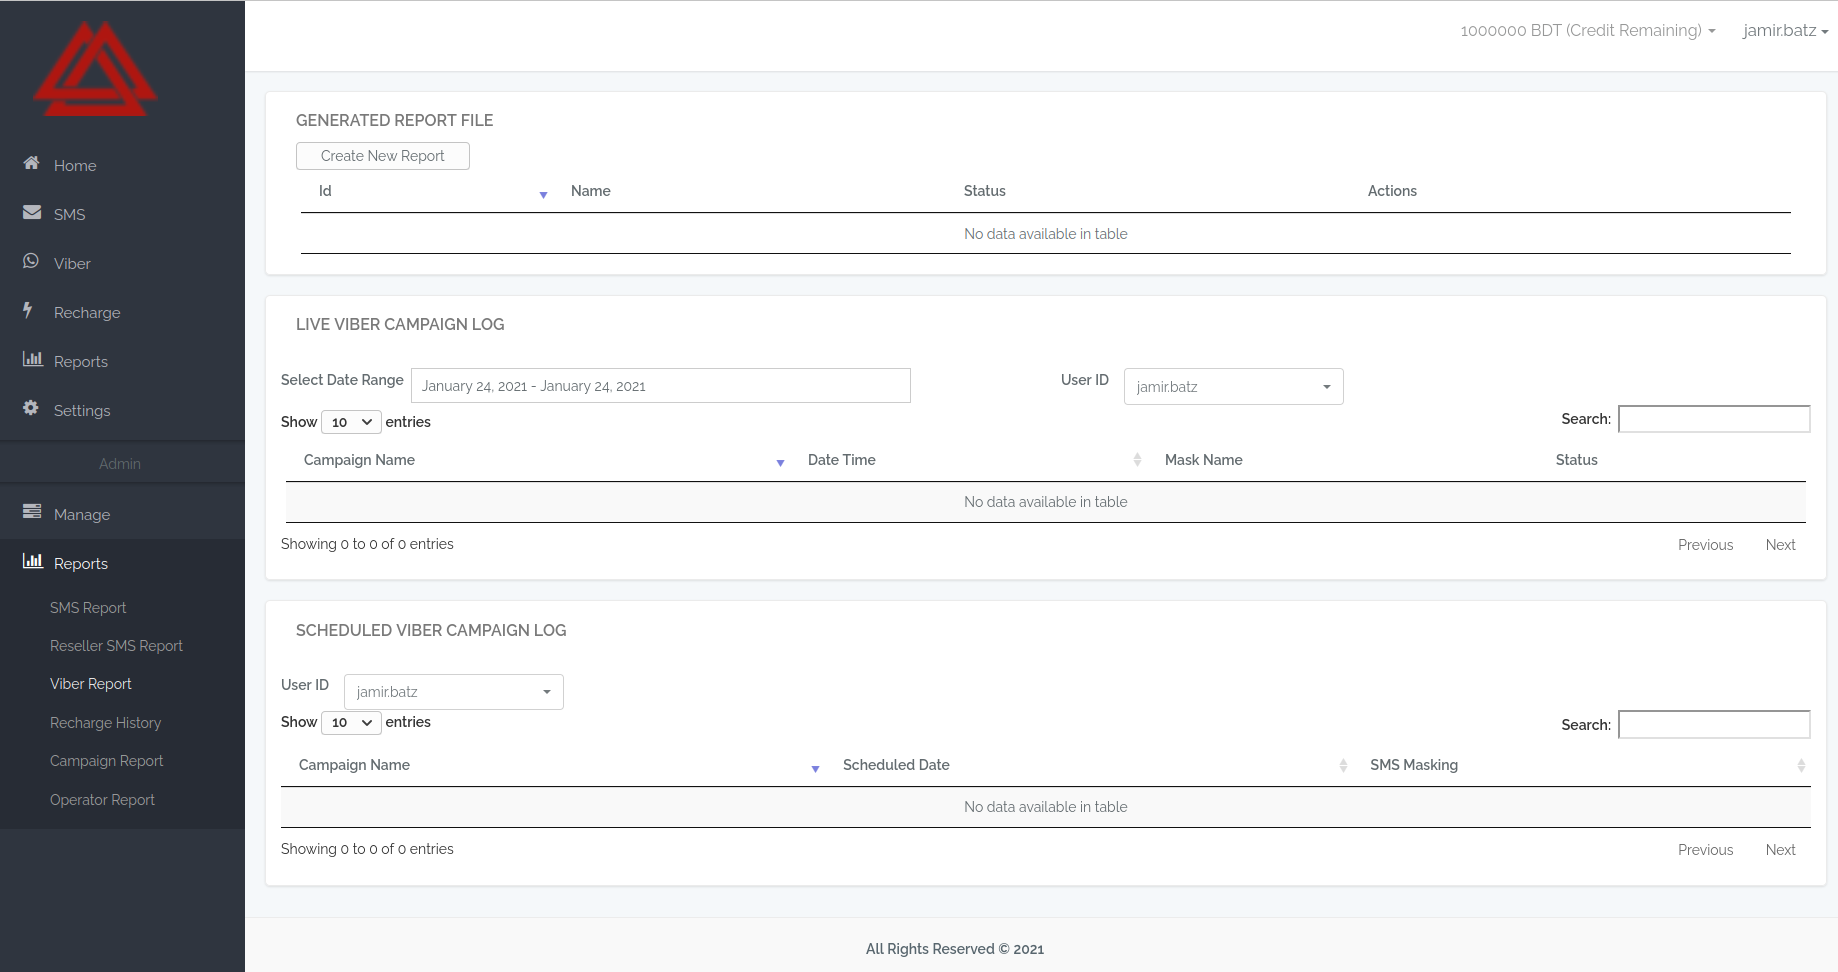 1000000 BDT (Credit Remaining)
jamir.batz
Home
SMS
Viber
Recharge
Reports
Settings
Admin
Manage
Reports
SMS Report
Reseller SMS Report
Viber Report
Recharge History
Campaign Report
Operator Report
GENERATED REPORT FILE
Create New Report
Id Name Status Actions
No data available in table
LIVE VIBER CAMPAIGN LOG
Select Date Range January 24, 2021 - January 24, 2021 User ID jamir.batz
Show 10 entries Search:
Campaign Name Date Time Mask Name Status
No data available in table
Showing 0 to 0 of 0 entries Previous Next
SCHEDULED VIBER CAMPAIGN LOG
User ID jamir.batz
Show 10 entries Search:
Campaign Name Scheduled Date SMS Masking
No data available in table
Showing 0 to 0 of 0 entries Previous Next
All Rights Reserved © 2021